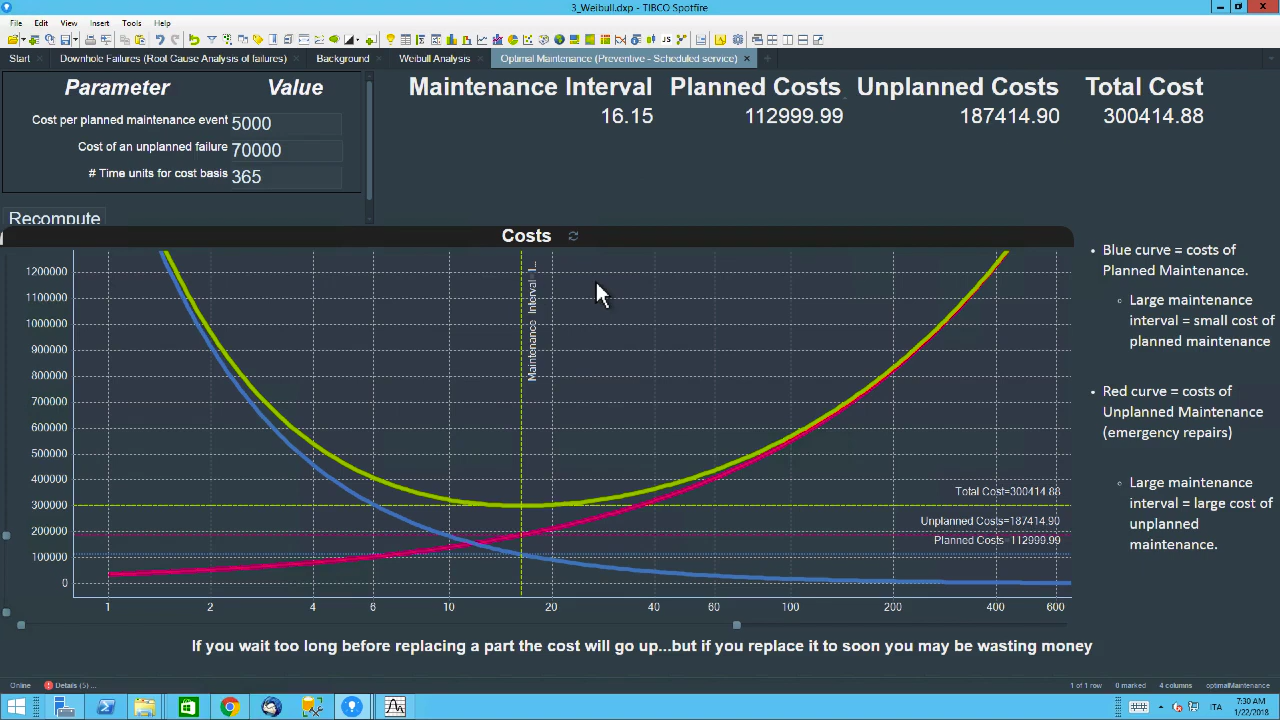 3_Weibull.dxp - TIBCO Spotfire
File Edit View Insert Tools Help
JS
Start Downhole Failures (Root Cause Analysis of failures) Background Weibull Analysis Optimal Maintenance (Preventive - Scheduled service)
Parameter Value
Cost per planned maintenance event 5000
Cost of an unplanned failure 70000
# Time units for cost basis 365
Recompute
Maintenance Interval Planned Costs Unplanned Costs Total Cost
16.15 112999.99 187414.90 300414.88
Costs
1200000
1100000
1000000
900000
800000
700000
600000
500000
400000
300000
200000
100000
0
Maintenance Interval=1...
Total Cost=300414.88
Unplanned Costs=187414.90
Planned Costs=112999.99
1 2 4 6 10 20 40 60 100 200 400 600
• Blue curve = costs of
Planned Maintenance.
○ Large maintenance
interval = small cost of
planned maintenance
• Red curve = costs of
Unplanned Maintenance
(emergency repairs)
○ Large maintenance
interval = large cost of
unplanned
maintenance.
If you wait too long before replacing a part the cost will go up...but if you replace it to soon you may be wasting money
Online Details (5) ... 1 of 1 row 0 marked 4 columns optimalMaintenance
ITA 7:30 AM
1/22/2018